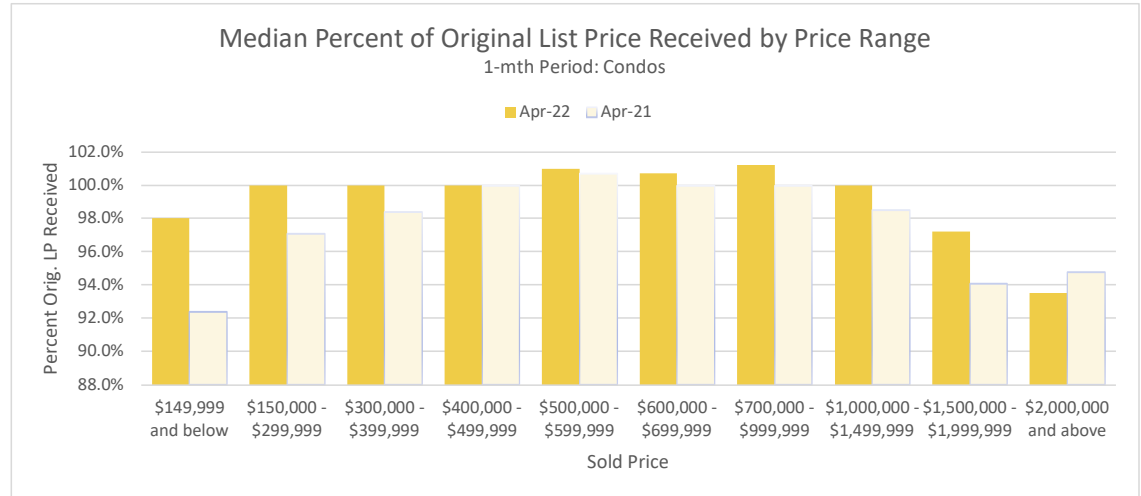 Median Percent of Original List Price Received by Price Range
1-mth Period: Condos
Apr-22 Apr-21
Percent Orig. LP Received
102.0%
100.0%
98.0%
96.0%
94.0%
92.0%
90.0%
88.0%
$149,999 and below
$150,000 - $299,999
$300,000 - $399,999
$400,000 - $499,999
$500,000 - $599,999
$600,000 - $699,999
$700,000 - $999,999
$1,000,000 - $1,499,999
$1,500,000 - $1,999,999
$2,000,000 and above
Sold Price